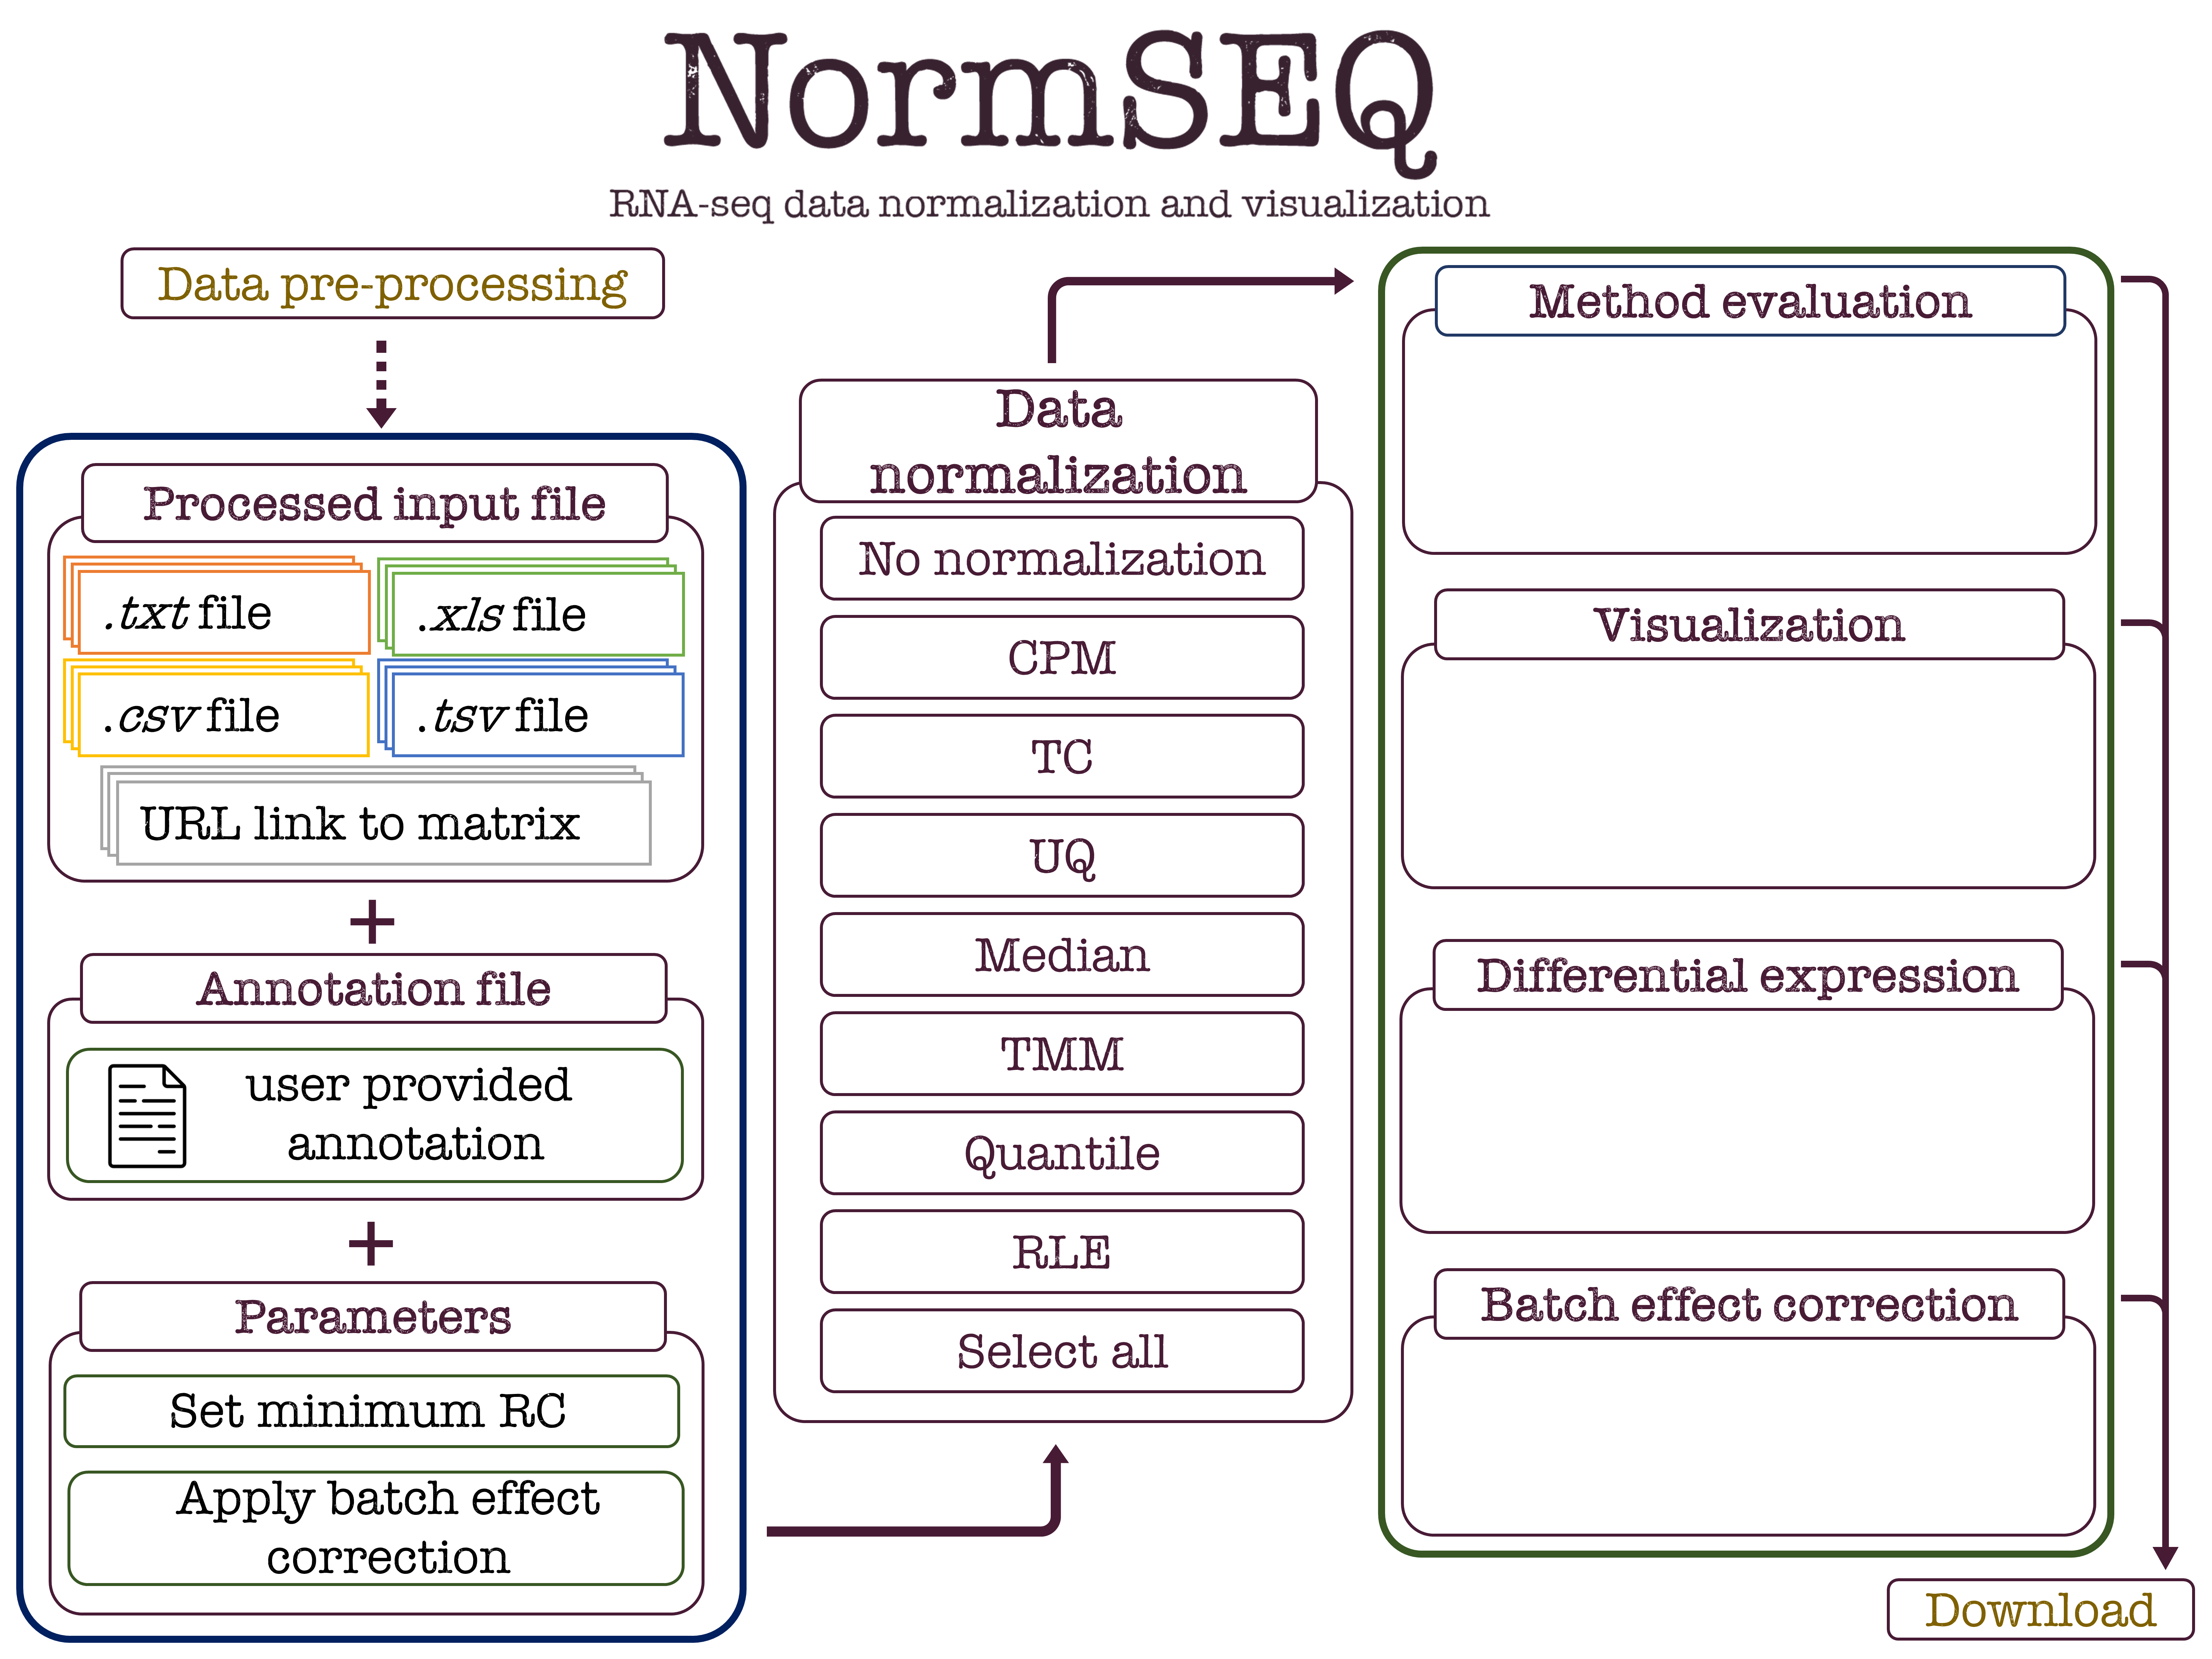 NormSEQ
RNA-seq data normalization and visualization
Data pre-processing
Processed input file
.txt file
.xls file
.csv file
.tsv file
URL link to matrix
+
Annotation file
user provided
annotation
+
Parameters
Set minimum RC
Apply batch effect
correction
Data
normalization
No normalization
CPM
TC
UQ
Median
TMM
Quantile
RLE
Select all
Method evaluation
Visualization
Differential expression
Batch effect correction
Download